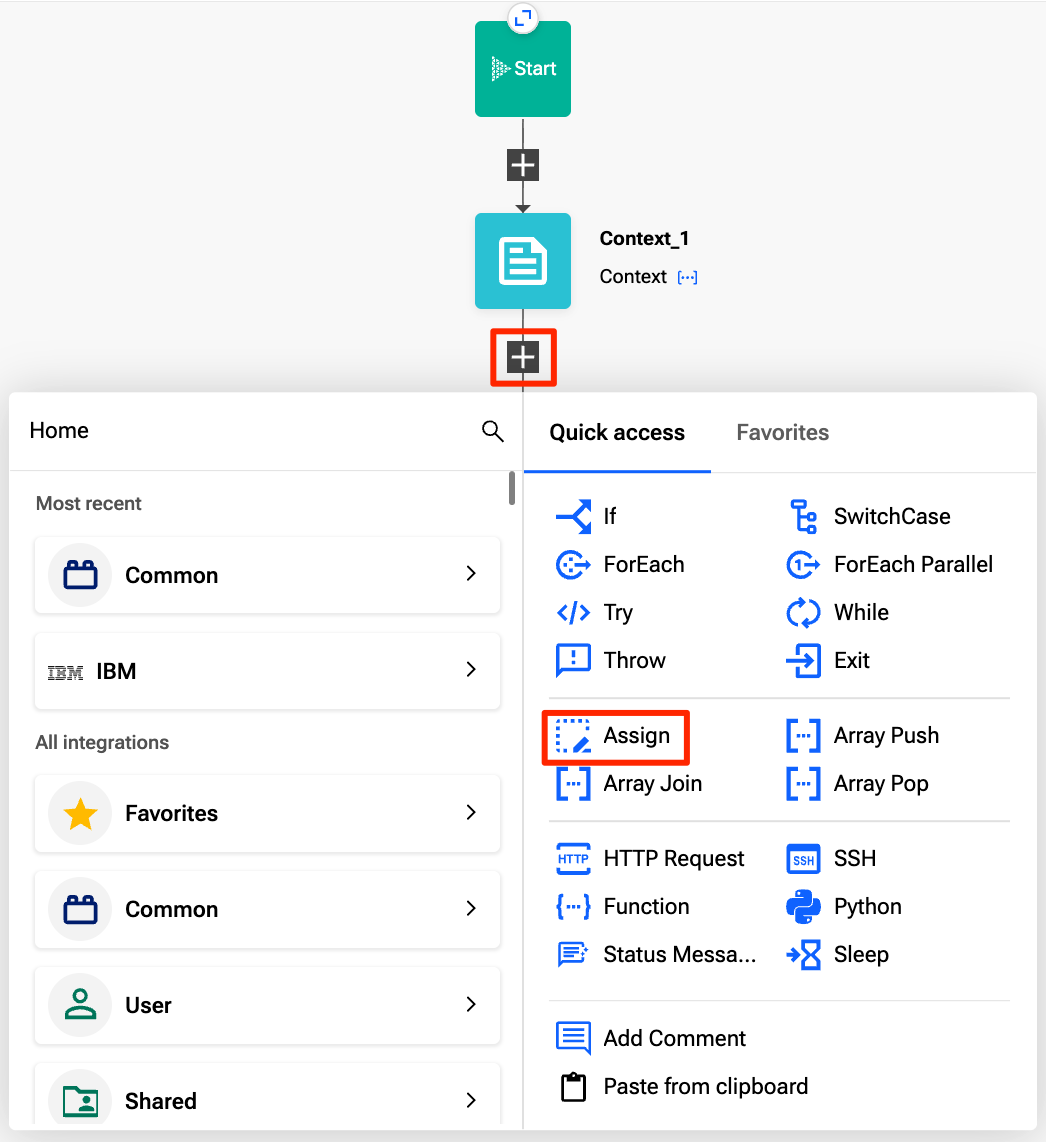 Start
Context_1
Context
Home
Most recent
Common
IBM IBM
All integrations
Favorites
Common
User
Shared
Quick access Favorites
If SwitchCase
ForEach ForEach Parallel
Try While
Throw Exit
Assign Array Push
Array Join Array Pop
HTTP HTTP Request SSH SSH
Function Python
Status Messa... Sleep
Add Comment
Paste from clipboard